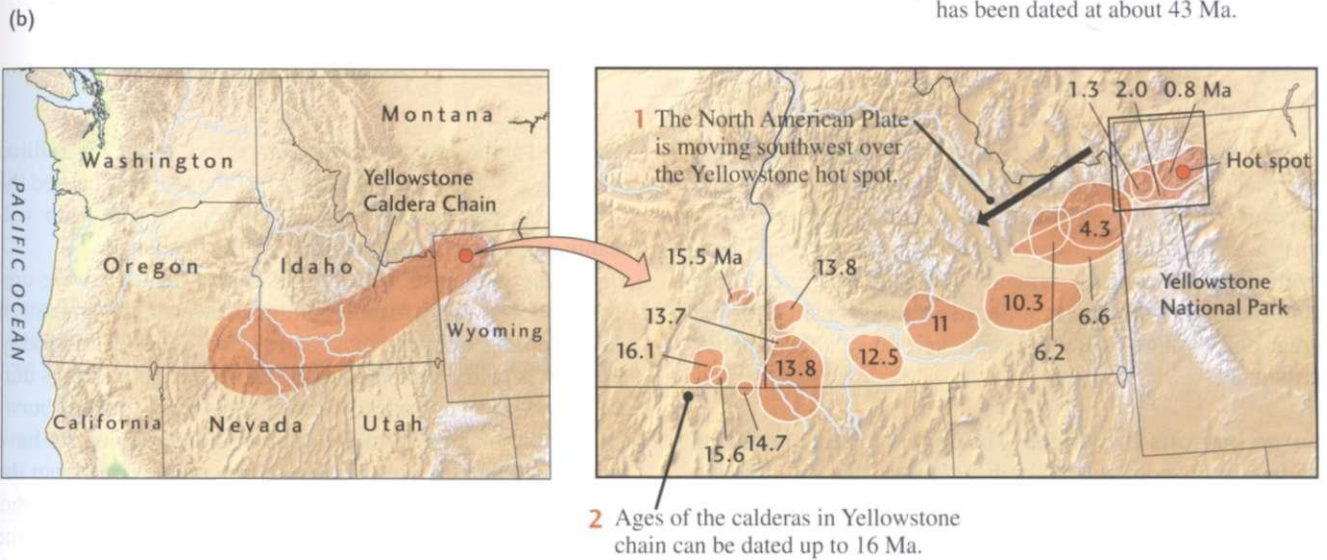 has been dated at about 43 Ma.
(b)
Washington
Montana
Yellowstone
Caldera Chain
PACIFIC OCEAN
Oregon
Idaho
Wyoming
California
Nevada
Utah
1.3 2.0 0.8 Ma
1 The North American Plate
is moving southwest over
the Yellowstone hot spot.
Hot spot
4.3
15.5 Ma
13.8
Yellowstone
National Park
10.3
13.7
11
6.6
16.1
6.2
12.5
13.8
14.7
15.6
2 Ages of the calderas in Yellowstone
chain can be dated up to 16 Ma.